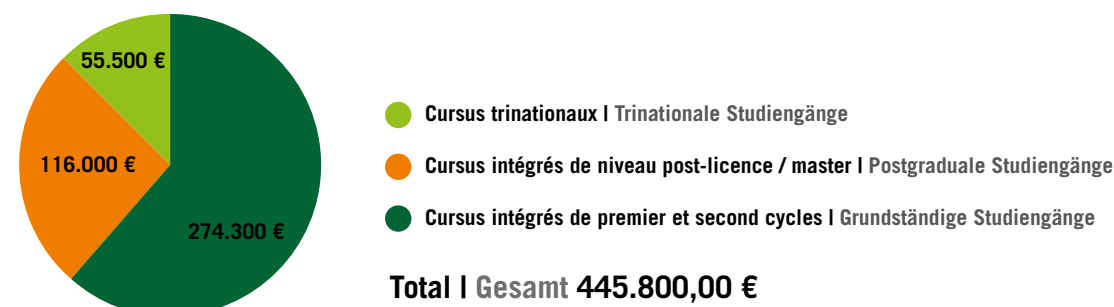 55.500 €
116.000 €
274.300 €
Cursus trinationaux I Trinationale Studiengänge
Cursus intégrés de niveau post-licence / master I Postgraduale Studiengänge
Cursus intégrés de premier et second cycles I Grundständige Studiengänge
Total I Gesamt 445.800,00 €